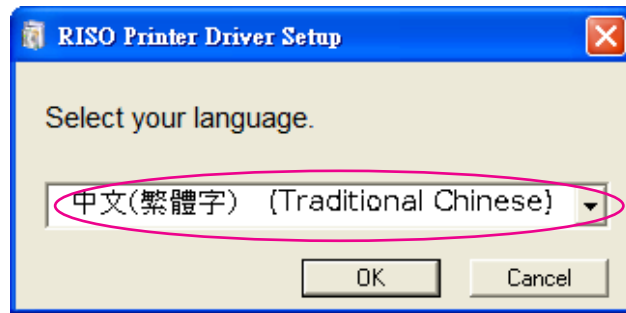 RISO Printer Driver Setup
Select your language.
中文(繁體字) {Traditional Chinese}
OK Cancel